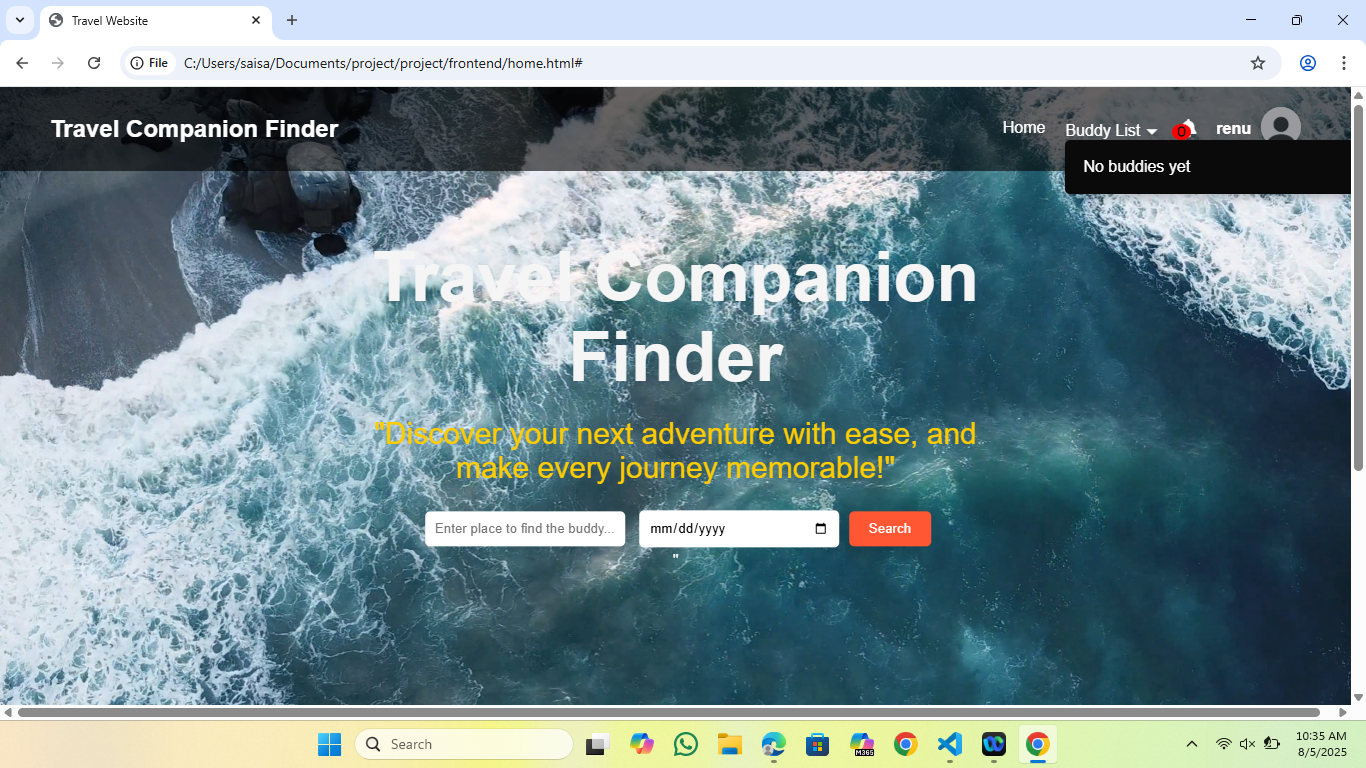 Travel Website
File
C:/Users/saisa/Documents/project/project/frontend/home.html#
Travel Companion Finder
Home
Buddy List
0
renu
No buddies yet
Travel Companion
Finder
"Discover your next adventure with ease, and
make every journey memorable!"
Enter place to find the buddy...
mm/dd/yyyy
Search
"
Search
M365
10:35 AM
8/5/2025